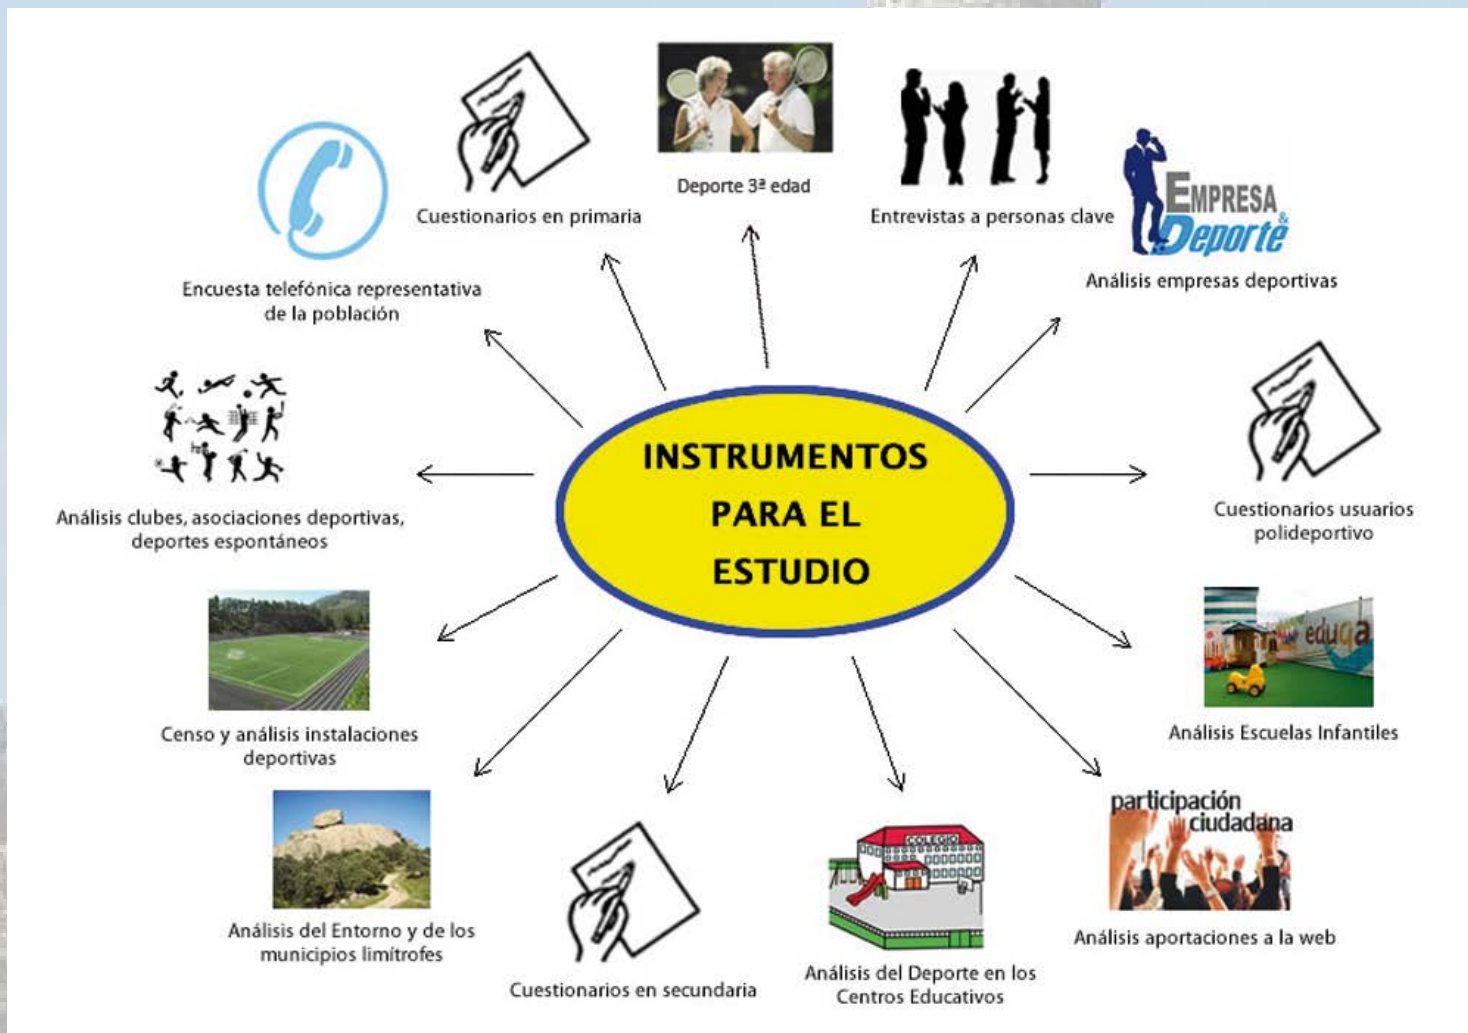 Deporte 3ª edad
Cuestionarios en primaria
Entrevistas a personas clave
EMPRESA
& Deporte
Análisis empresas deportivas
Encuesta telefónica representativa
de la población
INSTRUMENTOS
PARA EL
ESTUDIO
Análisis clubes, asociaciones deportivas,
deportes espontáneos
Cuestionarios usuarios
polideportivo
eduqa
Análisis Escuelas Infantiles
Censo y análisis instalaciones
deportivas
participación
ciudadana
Análisis aportaciones a la web
COLEGIO
Análisis del Entorno y de los
municipios limítrofes
Análisis del Deporte en los
Centros Educativos
Cuestionarios en secundaria